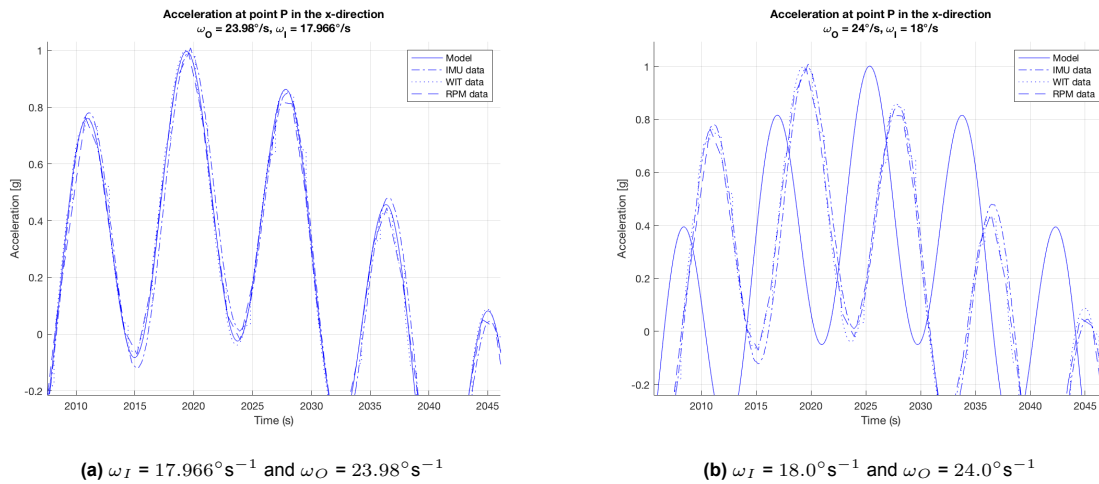 Acceleration at point P in the x-direction
ω_O = 23.98°/s, ω_I = 17.966°/s
Model
IMU data
WIT data
RPM data
1
0.8
0.6
0.4
0.2
0
-0.2
Acceleration [g]
2010 2015 2020 2025 2030 2035 2040 2045
Time (s)
(a) ω_I = 17.966°s⁻¹ and ω_O = 23.98°s⁻¹
Acceleration at point P in the x-direction
ω_O = 24°/s, ω_I = 18°/s
Model
IMU data
WIT data
RPM data
1
0.8
0.6
0.4
0.2
0
-0.2
Acceleration [g]
2010 2015 2020 2025 2030 2035 2040 2045
Time (s)
(b) ω_I = 18.0°s⁻¹ and ω_O = 24.0°s⁻¹